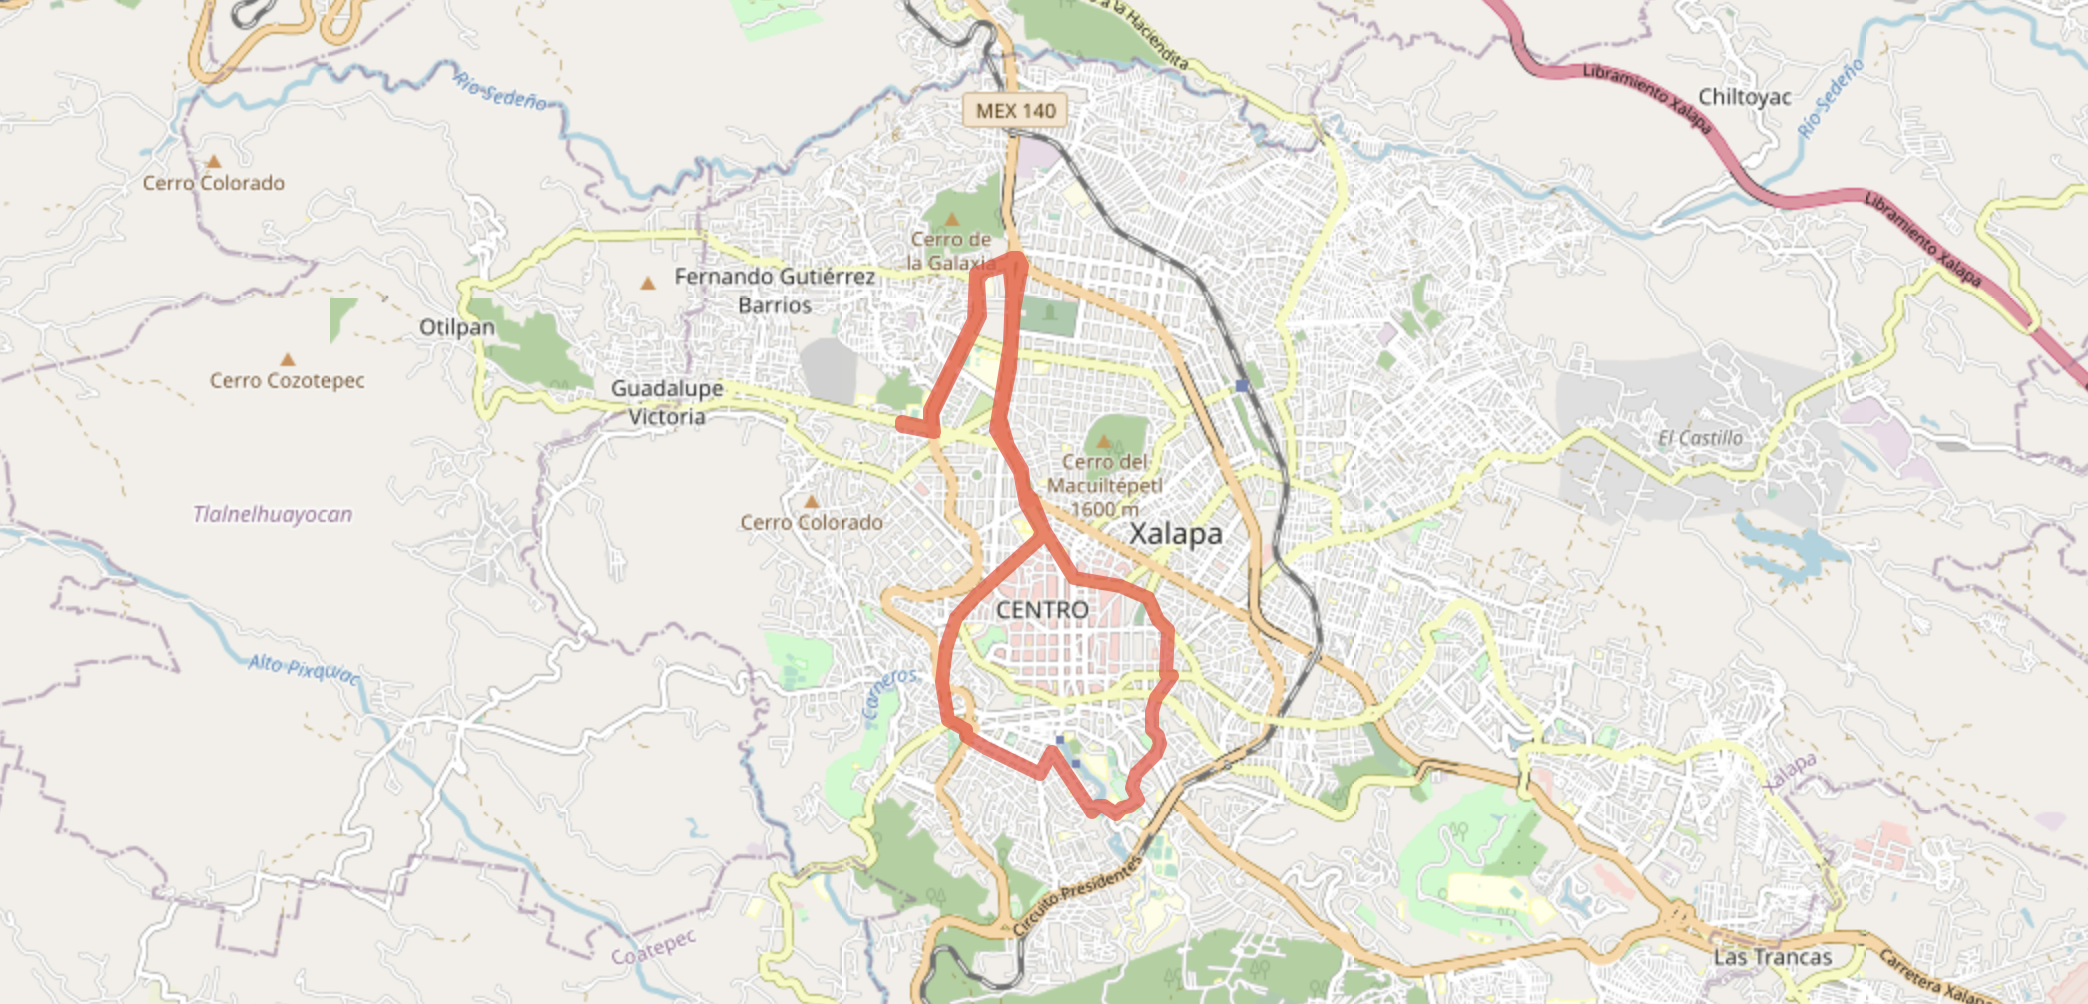 a la Haciendita
Río Sedeño
MEX 140
Libramiento Xalapa
Chiltoyac
Río Sedeño
Cerro Colorado
Libramiento Xalapa
Cerro de
la Galaxia
Fernando Gutiérrez
Barrios
Otilpan
Cerro Cozotepec
Guadalupe
Victoria
El Castillo
Cerro del
Macuiltépetl
1600 m
Tlalnelhuayocan
Cerro Colorado
Xalapa
CENTRO
Alto Pixquiac
Carneros
Xalapa
Circuito Presidentes
Coatepec
Las Trancas
Carretera Xalapa